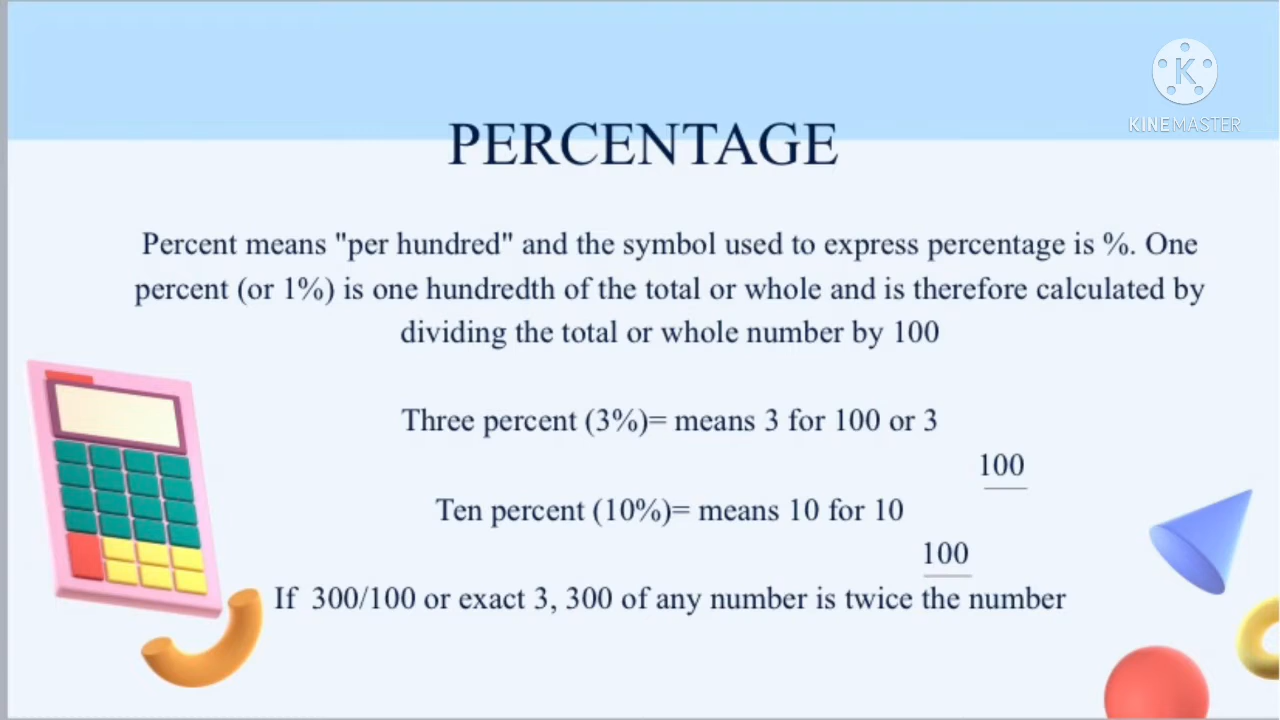 KINEMASTER
PERCENTAGE
Percent means "per hundred" and the symbol used to express percentage is %. One
percent (or 1%) is one hundredth of the total or whole and is therefore calculated by
dividing the total or whole number by 100
Three percent (3%)= means 3 for 100 or 3
100
Ten percent (10%)= means 10 for 10
100
If 300/100 or exact 3, 300 of any number is twice the number